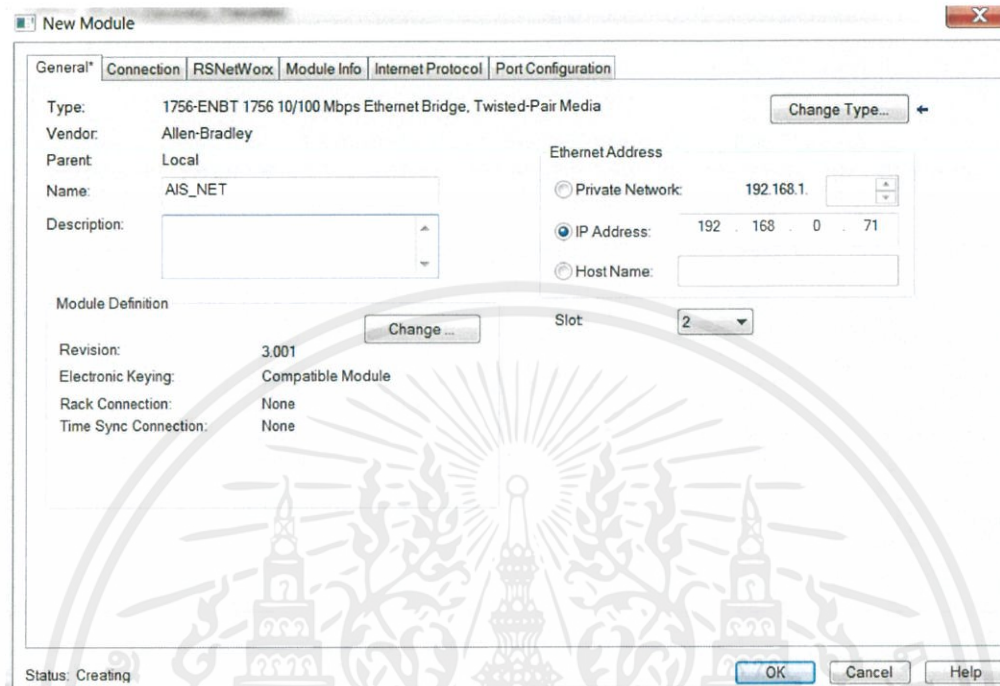 New Module
General* Connection RSNetWorx Module Info Internet Protocol Port Configuration
Type: 1756-ENBT 1756 10/100 Mbps Ethernet Bridge, Twisted-Pair Media
Change Type...
Vendor: Allen-Bradley
Parent: Local
Name: AIS_NET
Description:
Ethernet Address
Private Network: 192.168.1.
IP Address: 192 . 168 . 0 . 71
Host Name:
Slot: 2
Module Definition
Change ...
Revision: 3.001
Electronic Keying: Compatible Module
Rack Connection: None
Time Sync Connection: None
Status: Creating
OK Cancel Help